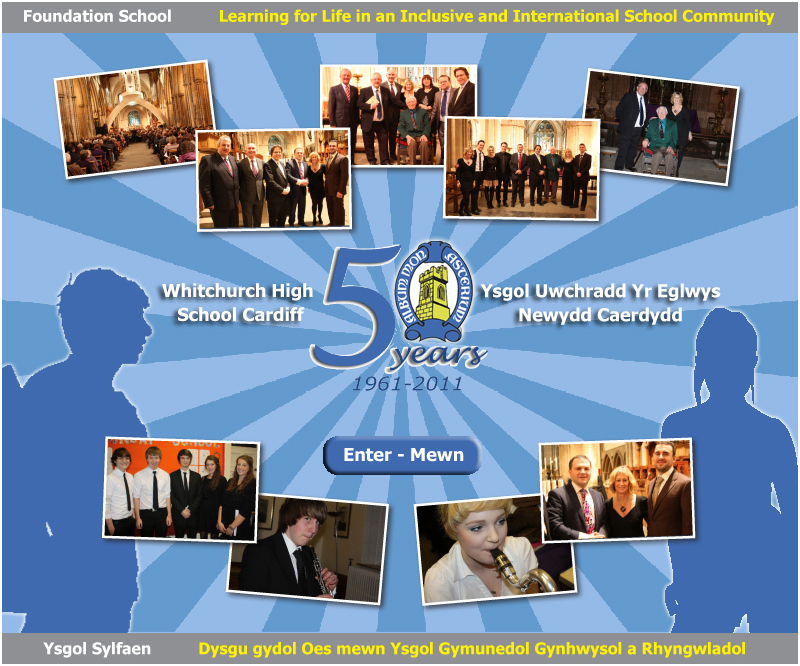 Foundation School
Learning for Life in an Inclusive and International School Community
Whitchurch High
School Cardiff
50
ALBUM MONASTERIUM
years
1961-2011
Ysgol Uwchradd Yr Eglwys
Newydd Caerdydd
Enter - Mewn
Ysgol Sylfaen
Dysgu gydol Oes mewn Ysgol Gymunedol Gynhwysol a Rhyngwladol